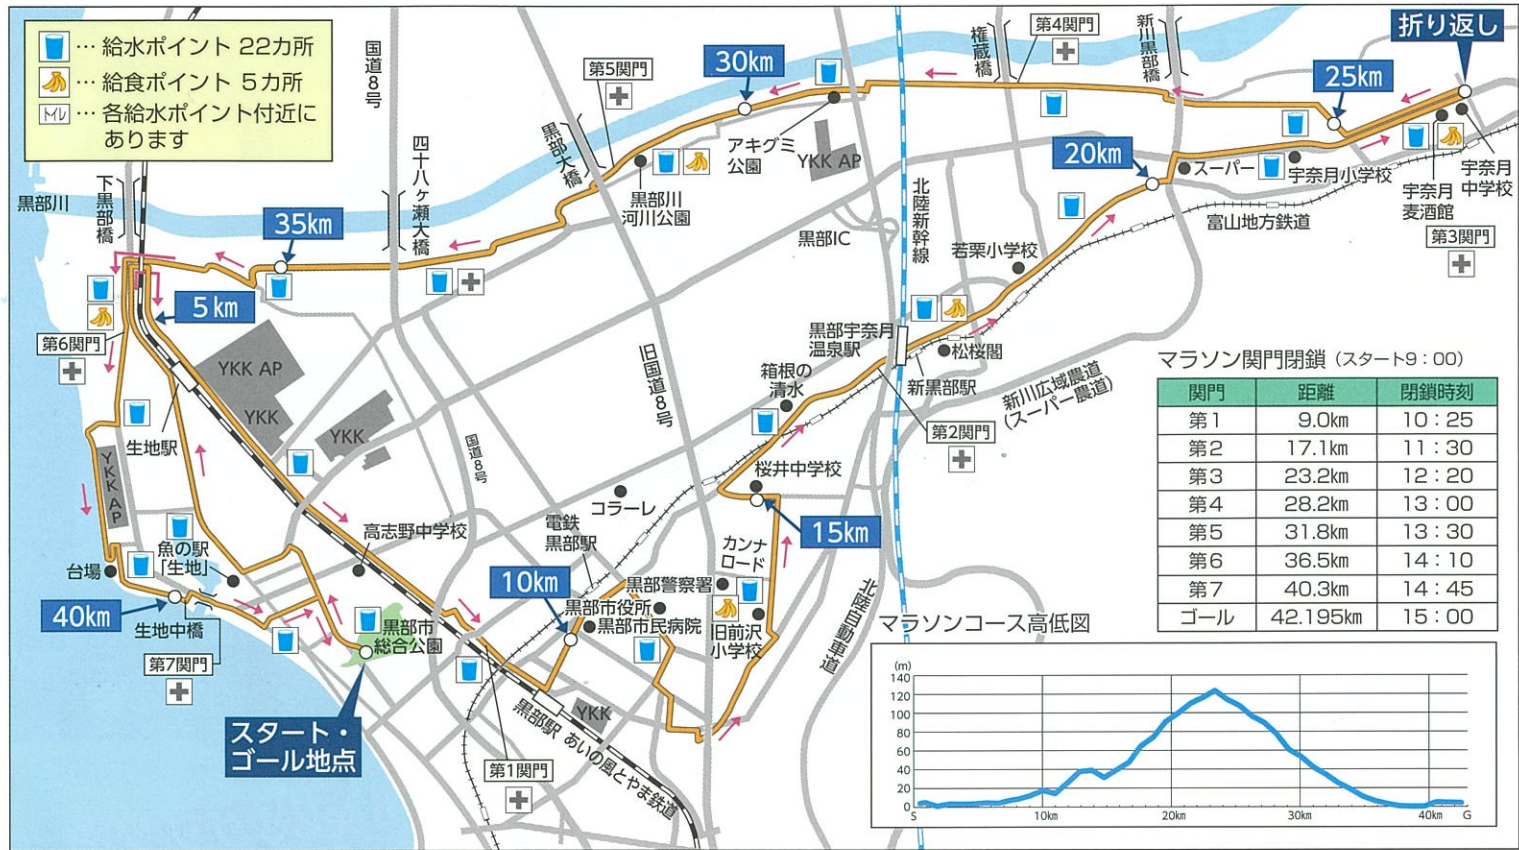 … 給水ポイント 22カ所
… 給食ポイント 5カ所
トイレ … 各給水ポイント付近に
あります
国道8号
四十八ヶ瀬大橋
黒部大橋
第5関門
30km
権蔵橋
第4関門
新川黒部橋
折り返し
25km
アキグミ
公園
YKK AP
20km
スーパー
宇奈月小学校
宇奈月
麦酒館
宇奈月
中学校
富山地方鉄道
第3関門
黒部川
下黒部橋
35km
黒部川
河川公園
黒部IC
北陸新幹線
若栗小学校
5km
第6関門
YKK AP
YKK
YKK
生地駅
YKK AP
旧国道8号
国道8号
黒部宇奈月
温泉駅
松桜閣
新黒部駅
箱根の
清水
第2関門
新川広域農道
(スーパー農道)
桜井中学校
15km
コラーレ
高志野中学校
電鉄
黒部駅
カンナ
ロード
10km
黒部警察署
黒部市役所
黒部市民病院
旧前沢
小学校
北陸自動車道
魚の駅
「生地」
台場
40km
生地中橋
第7関門
黒部市
総合公園
スタート・
ゴール地点
黒部駅
YKK
あいの風とやま鉄道
第1関門
マラソン関門閉鎖（スタート9：00）
関門 距離 閉鎖時刻
第1 9.0km 10：25
第2 17.1km 11：30
第3 23.2km 12：20
第4 28.2km 13：00
第5 31.8km 13：30
第6 36.5km 14：10
第7 40.3km 14：45
ゴール 42.195km 15：00
マラソンコース高低図
(m)
140
120
100
80
60
40
20
0
S 10km 20km 30km 40km G